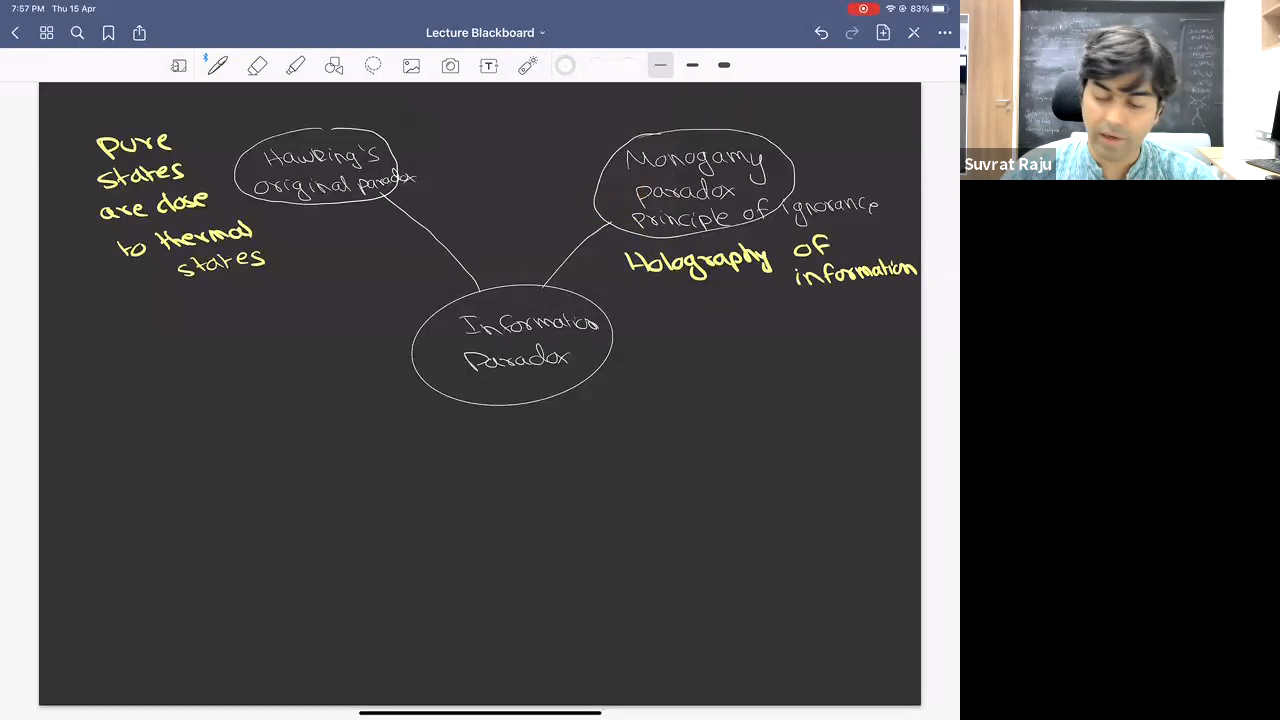 7:57 PM Thu 15 Apr
83%
Lecture Blackboard
T
Pure
states
are close
to thermal
states
Hawking's
original paradox
Monogamy
paradox
principle of Ignorance
Holography of
information
Information
Paradox
Suvrat Raju